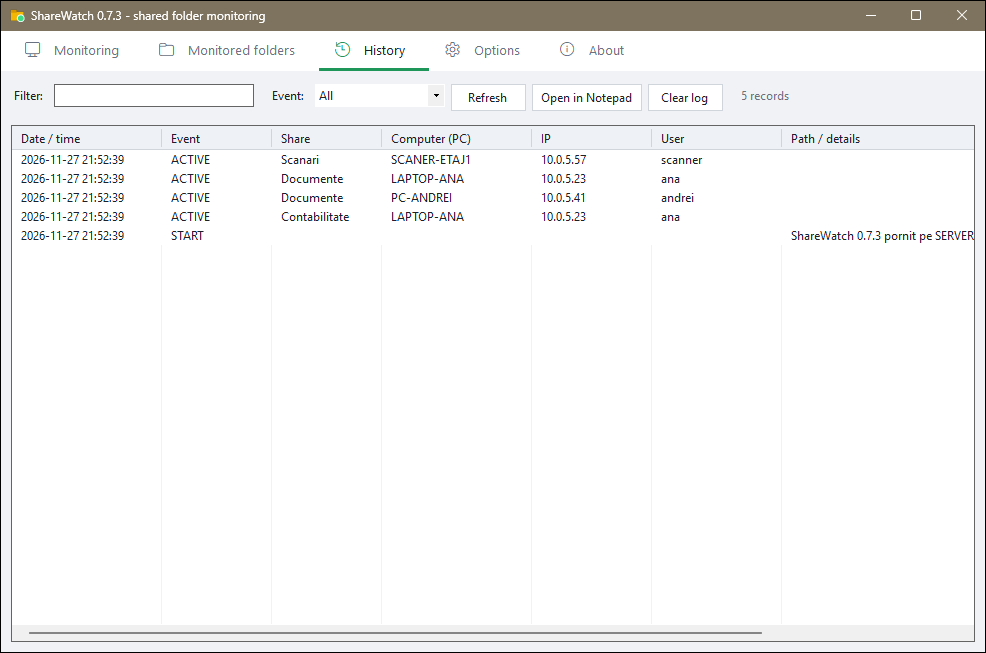 ShareWatch 0.7.3 - shared folder monitoring
Monitoring Monitored folders History Options About
Filter: Event: All Refresh Open in Notepad Clear log 5 records
Date / time Event Share Computer (PC) IP User Path / details
2026-11-27 21:52:39 ACTIVE Scanari SCANER-ETAJ1 10.0.5.57 scanner
2026-11-27 21:52:39 ACTIVE Documente LAPTOP-ANA 10.0.5.23 ana
2026-11-27 21:52:39 ACTIVE Documente PC-ANDREI 10.0.5.41 andrei
2026-11-27 21:52:39 ACTIVE Contabilitate LAPTOP-ANA 10.0.5.23 ana
2026-11-27 21:52:39 START ShareWatch 0.7.3 pornit pe SERVER